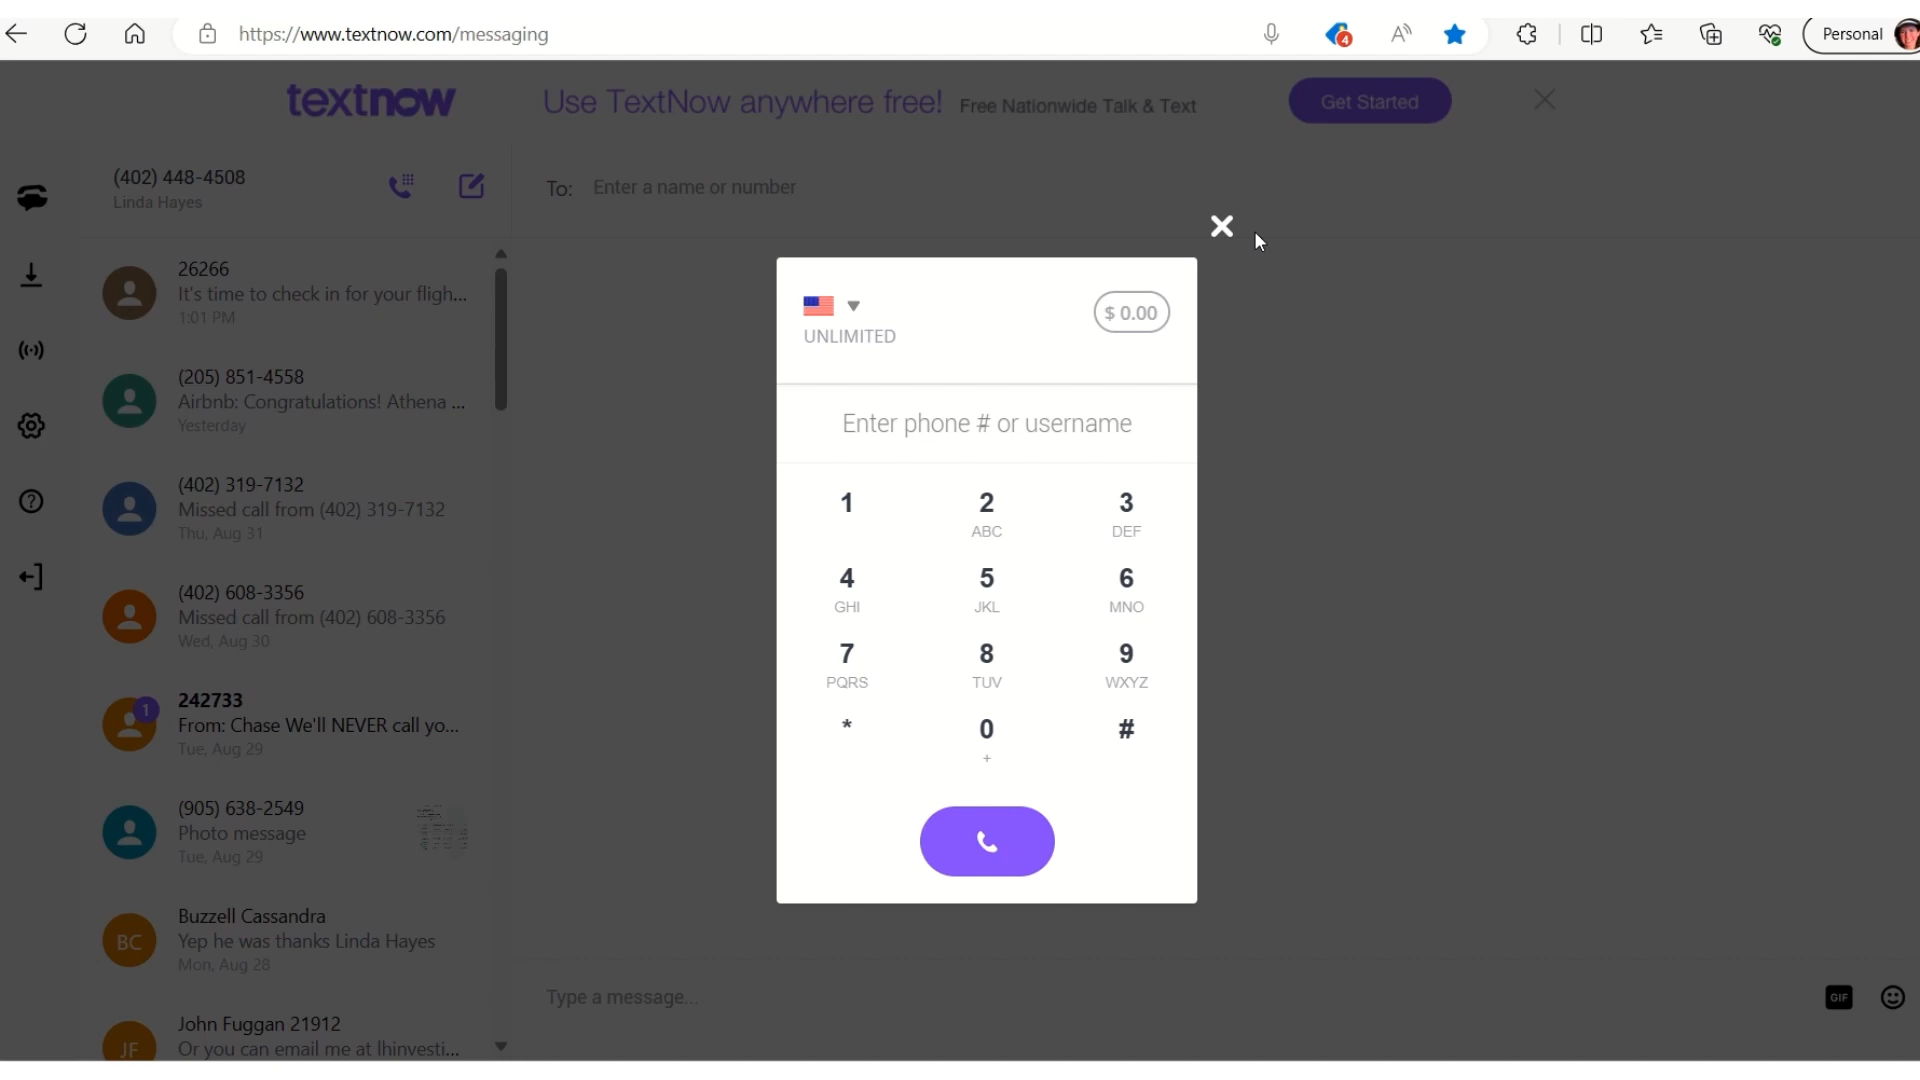 https://www.textnow.com/messaging
4
Personal
textnow
Use TextNow anywhere free! Free Nationwide Talk & Text
Get Started
(402) 448-4508
Linda Hayes
To: Enter a name or number
26266
It's time to check in for your fligh...
1:01 PM
(205) 851-4558
Airbnb: Congratulations! Athena ...
Yesterday
(402) 319-7132
Missed call from (402) 319-7132
Thu, Aug 31
(402) 608-3356
Missed call from (402) 608-3356
Wed, Aug 30
1
242733
From: Chase We'll NEVER call yo...
Tue, Aug 29
(905) 638-2549
Photo message
Tue, Aug 29
BC
Buzzell Cassandra
Yep he was thanks Linda Hayes
Mon, Aug 28
JF
John Fuggan 21912
Or you can email me at lhinvesti...
UNLIMITED
$ 0.00
Enter phone # or username
1 2 3
ABC DEF
4 5 6
GHI JKL MNO
7 8 9
PQRS TUV WXYZ
* 0 #
+
Type a message...
GIF